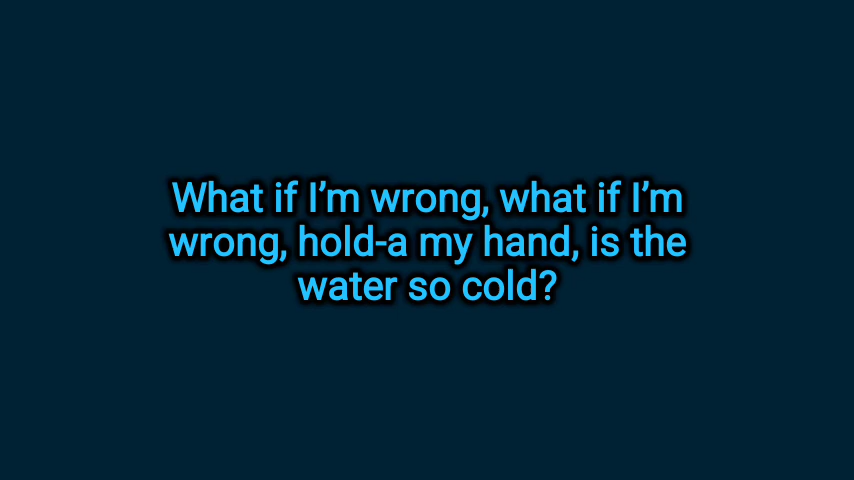 What if I’m wrong, what if I’m
wrong, hold-a my hand, is the
water so cold?